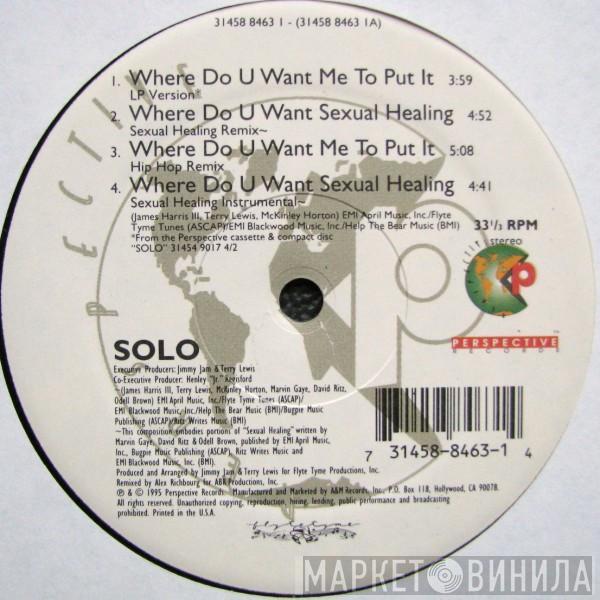 31458 8463 1 - (31458 8463 1A)
1. Where Do U Want Me To Put It 3:59
LP Version*
2. Where Do U Want Sexual Healing 4:52
Sexual Healing Remix~
3. Where Do U Want Me To Put It 5:08
Hip Hop Remix
4. Where Do U Want Sexual Healing 4:41
Sexual Healing Instrumental~
(James Harris III, Terry Lewis, McKinley Horton) EMI April Music, Inc./Flyte
Tyme Tunes (ASCAP)/EMI Blackwood Music, Inc./Help The Bear Music (BMI)
*From the Perspective cassette & compact disc
"SOLO" 31454 9017 4/2
33 1/3 RPM
stereo
P E C T I V E
p
PERSPECTIVE
RECORDS
SOLO
Executive Producers: Jimmy Jam & Terry Lewis
Co-Executive Producer: Henley "Jr." Regisford
~(James Harris III, Terry Lewis, McKinley Horton, Marvin Gaye, David Ritz,
Odell Brown) EMI April Music, Inc./Flyte Tyme Tunes (ASCAP)/
EMI Blackwood Music, Inc./Help The Bear Music (BMI)/Bugpie Music
Publishing (ASCAP)/Ritz Writes Music (BMI)
~This composition embodies portions of "Sexual Healing" written by
Marvin Gaye, David Ritz & Odell Brown, published by EMI April Music,
Inc., Bugpie Music Publishing (ASCAP), Ritz Writes Music and
EMI Blackwood Music, Inc. (BMI).
Produced and Arranged by Jimmy Jam & Terry Lewis for Flyte Tyme Productions, Inc.
Remixed by Alex Richbourg for ABR Productions, Inc.
℗ & © 1995 Perspective Records. Manufactured and Marketed by A&M Records, Inc., P.O. Box 118, Hollywood, CA 90078.
All rights reserved. Unauthorized copying, reproduction, hiring, lending, public performance and broadcasting
prohibited. Printed in the U.S.A.
7 31458-8463-1 4
МАРКЕТ ВИНИЛА